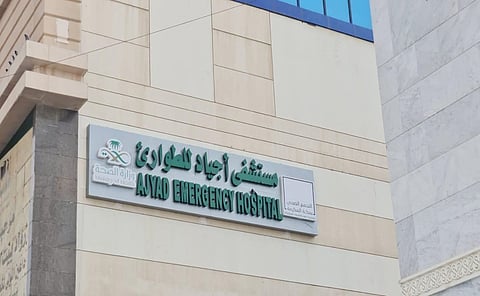 مستشفى أجياد للطوارئ
AJYAD EMERGENCY HOSPITAL
وزارة الصحة